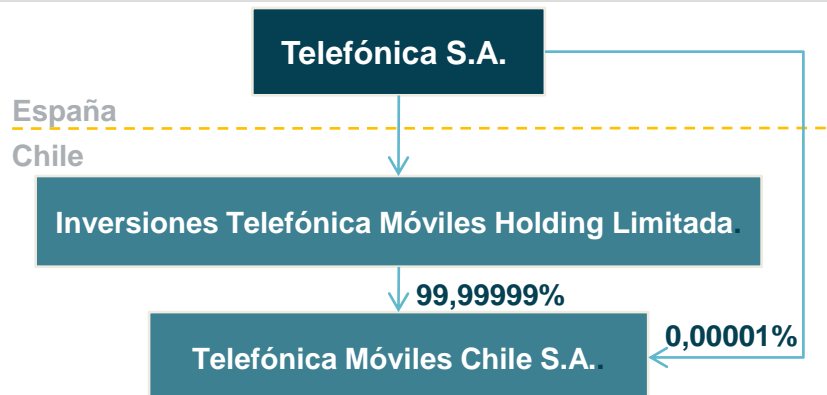 Telefónica S.A.
España
Chile
Inversiones Telefónica Móviles Holding Limitada.
99,99999%
0,00001%
Telefónica Móviles Chile S.A..